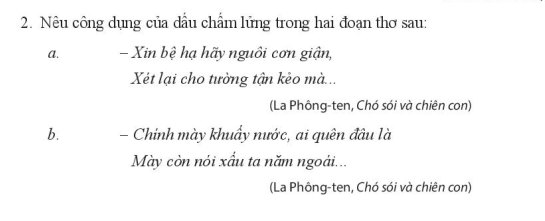 2. Nêu công dụng của dấu chấm lửng trong hai đoạn thơ sau:
a. – Xin bệ hạ hãy nguôi cơn giận,
Xét lại cho tường tận kẻo mà...
(La Phông-ten, Chó sói và chiên con)
b. – Chính mày khuấy nước, ai quên đâu là
Mày còn nói xấu ta năm ngoái...
(La Phông-ten, Chó sói và chiên con)